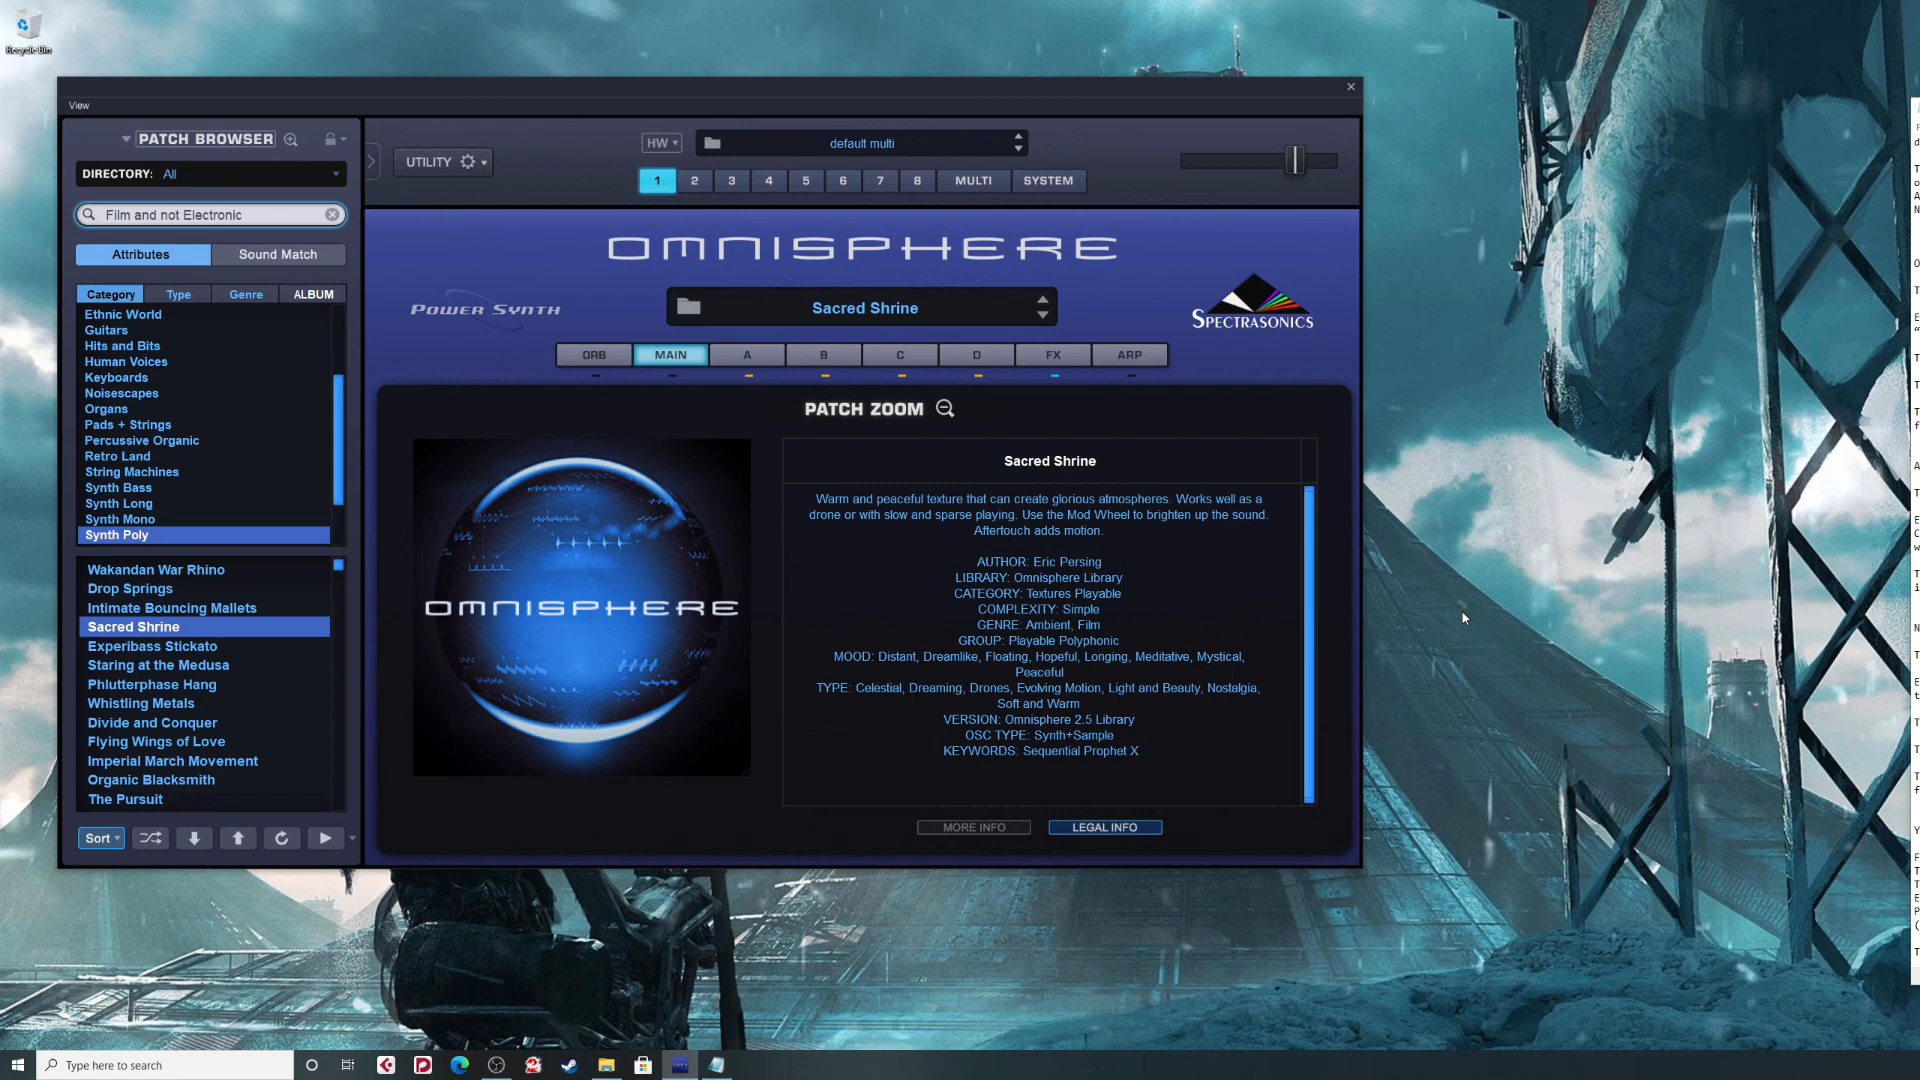 Recycle Bin
View
PATCH BROWSER
DIRECTORY: All
Film and not Electronic
Attributes
Sound Match
Category
Type
Genre
ALBUM
Ethnic World
Guitars
Hits and Bits
Human Voices
Keyboards
Noisescapes
Organs
Pads + Strings
Percussive Organic
Retro Land
String Machines
Synth Bass
Synth Long
Synth Mono
Synth Poly
Wakandan War Rhino
Drop Springs
Intimate Bouncing Mallets
Sacred Shrine
Experibass Stickato
Staring at the Medusa
Phlutterphase Hang
Whistling Metals
Divide and Conquer
Flying Wings of Love
Imperial March Movement
Organic Blacksmith
The Pursuit
Sort
UTILITY
HW
default multi
1 2 3 4 5 6 7 8 MULTI SYSTEM
OMNISPHERE
POWER SYNTH
Sacred Shrine
SPECTRASONICS
ORB MAIN A B C D FX ARP
PATCH ZOOM
OMNISPHERE
Sacred Shrine
Warm and peaceful texture that can create glorious atmospheres. Works well as a
drone or with slow and sparse playing. Use the Mod Wheel to brighten up the sound.
Aftertouch adds motion.
AUTHOR: Eric Persing
LIBRARY: Omnisphere Library
CATEGORY: Textures Playable
COMPLEXITY: Simple
GENRE: Ambient, Film
GROUP: Playable Polyphonic
MOOD: Distant, Dreamlike, Floating, Hopeful, Longing, Meditative, Mystical,
Peaceful
TYPE: Celestial, Dreaming, Drones, Evolving Motion, Light and Beauty, Nostalgia,
Soft and Warm
VERSION: Omnisphere 2.5 Library
OSC TYPE: Synth+Sample
KEYWORDS: Sequential Prophet X
MORE INFO
LEGAL INFO
Type here to search